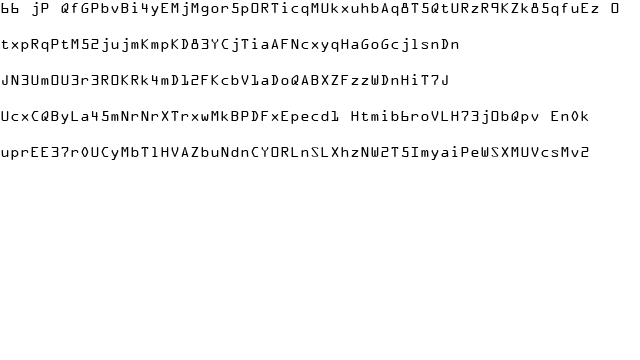 66 jP QfGPbvBi4yEMjMgor5pORTicqMUkxuhbAq8T5QtURzR9KZk85qfuEz O
txpRqPtM52jujmKmpKD83YCjTiaAFNcxyqHaGoGcjlsnDn
JN3UmOU3r3ROKRk4mD12FKcbV1aDoQABXZFzzWDnHiT7J
UcxCQByLa45mNrNrXTrxwMkBPDFxEpecd1 Htmib6roVLH73jObQpv En0k
uprEE37r0UCyMbT1HVAZbuNdnCYORLnSLXhzNW2T5ImyaiPeWSXMUVcsMv2